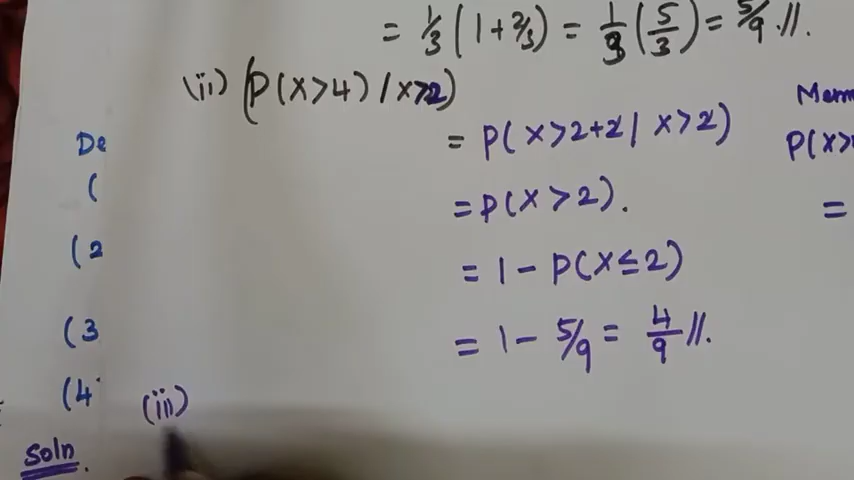 = 1/3 (1 + 2/3) = 1/3 (5/3) = 5/9 //.
(ii) (P(X>4) / X>2)
= P(X>2+2 / X>2)
= P(X>2).
= 1 - P(X≤2)
= 1 - 5/9 = 4/9 //.
(iii)
De
(
(2
(3
(4
Soln.
Mem
P(X>
=